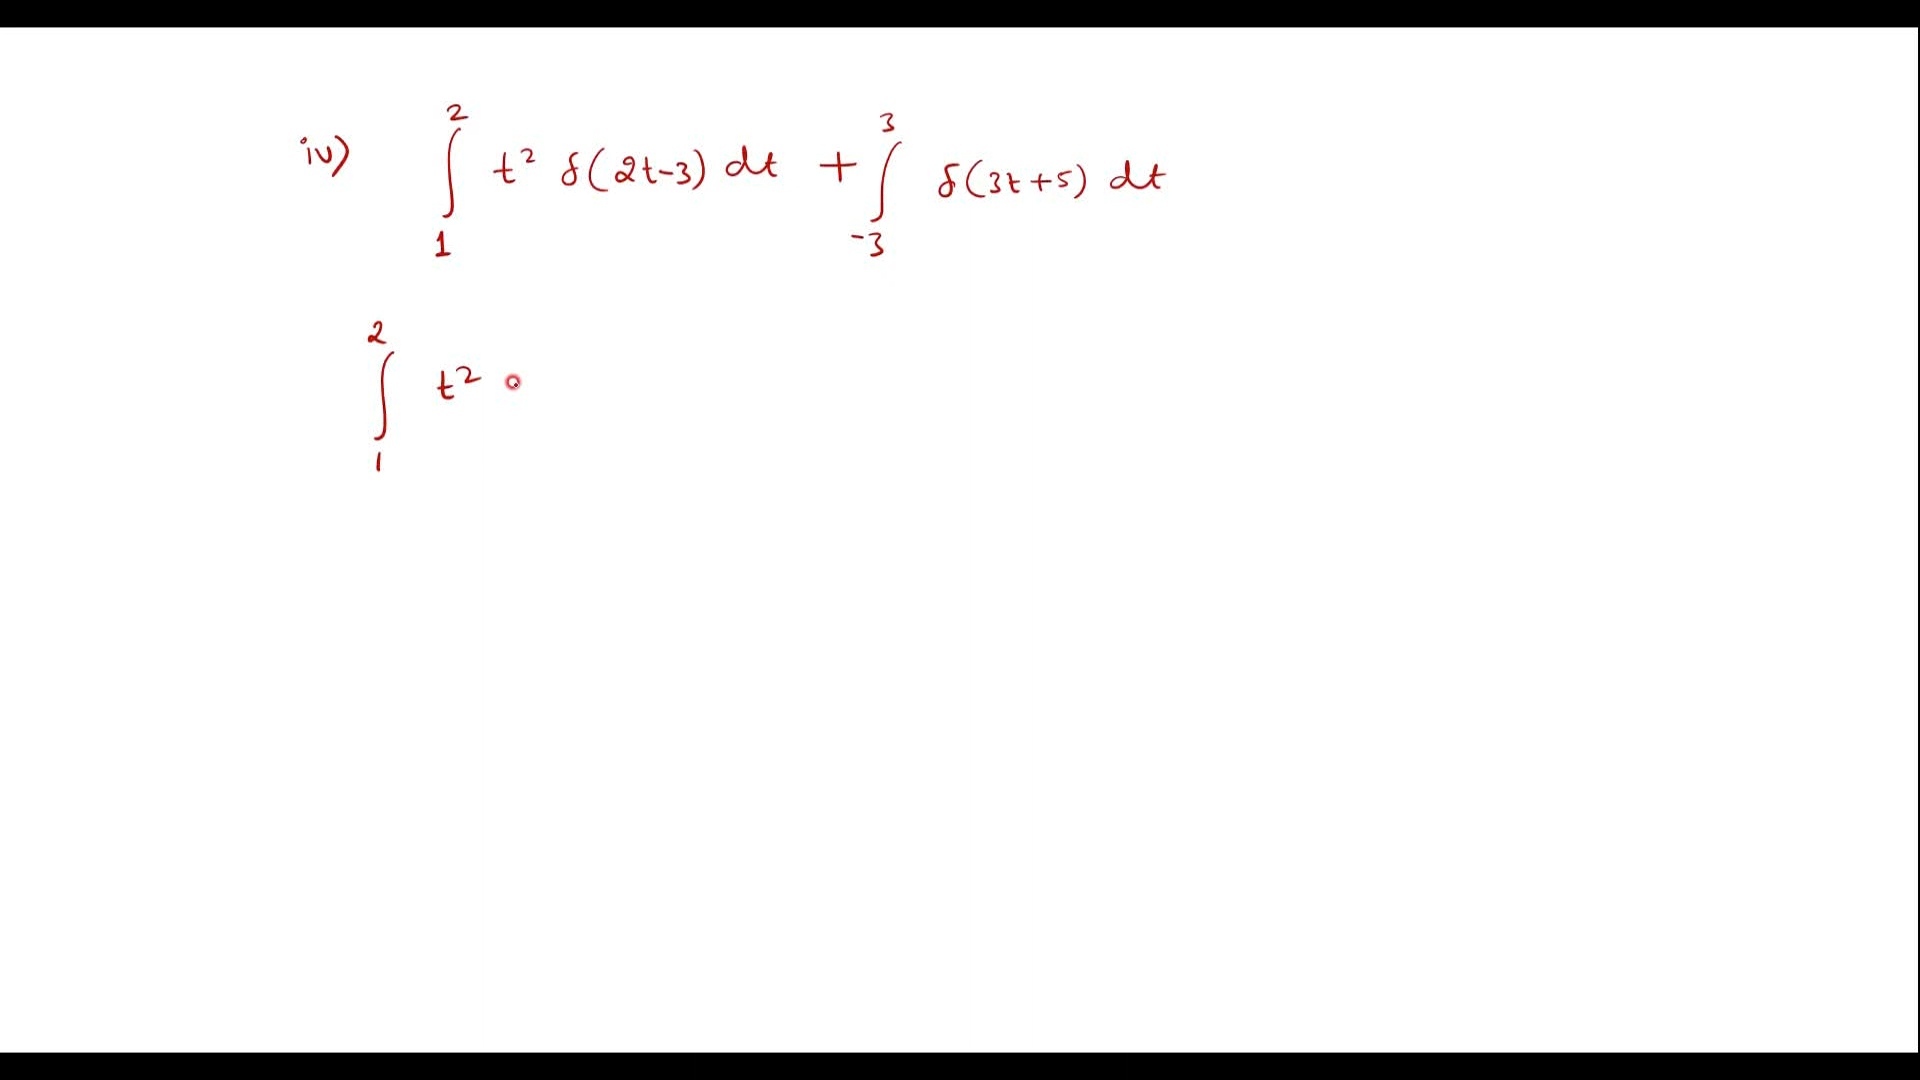 iv) ∫₁² t² δ(2t-3) dt + ∫₋₃³ δ(3t+5) dt
∫₁² t²